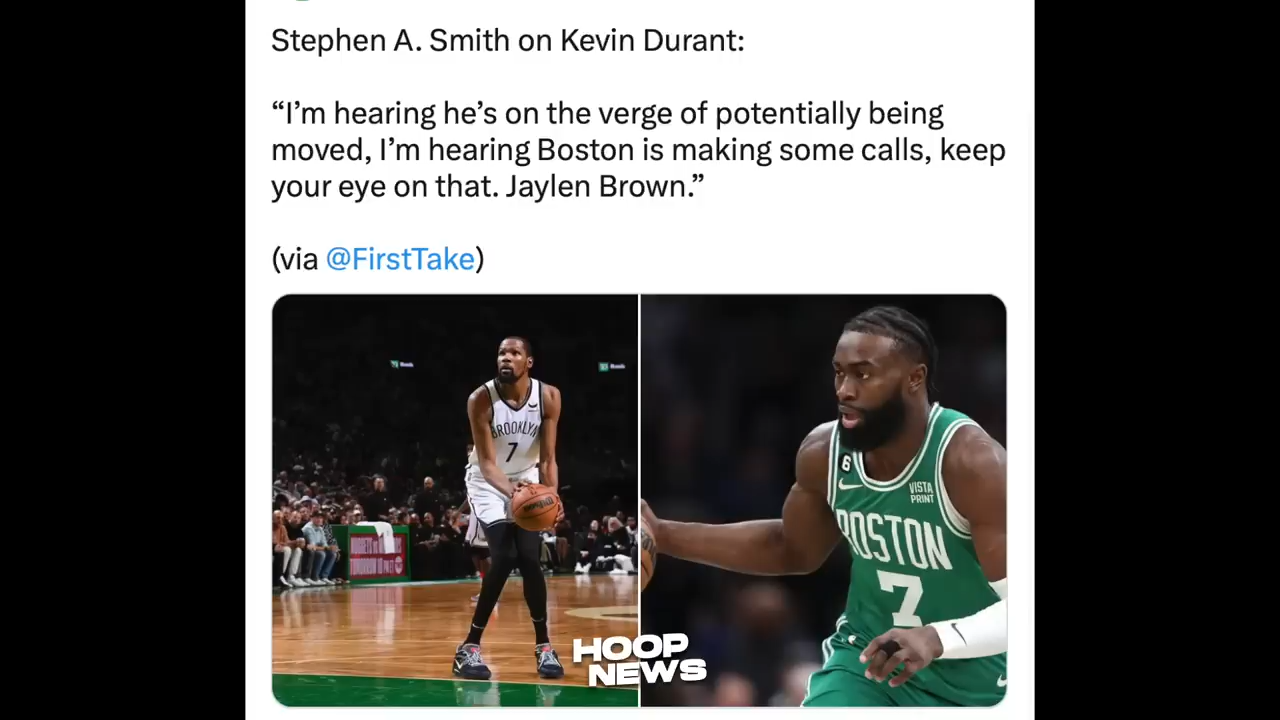 Stephen A. Smith on Kevin Durant:
“I’m hearing he’s on the verge of potentially being
moved, I’m hearing Boston is making some calls, keep
your eye on that. Jaylen Brown.”
(via @FirstTake)
BROOKLYN
7
6
VISTA
PRINT
BOSTON
7
HOOP
NEWS